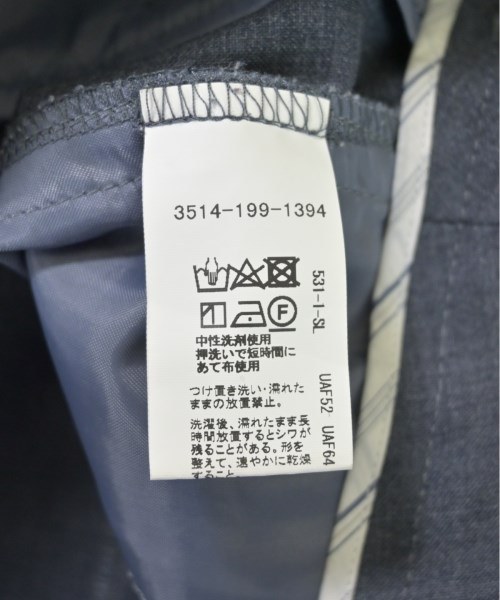 3514-199-1394
531-1-SL
F
中性洗剤使用
押洗いで短時間に
あて布使用
つけ置き洗い・濡れた
ままの放置禁止。
洗濯後、濡れたまま長
時間放置するとシワが
残ることがある。形を
整えて、速やかに乾燥
すること。
UAF52 UAF64